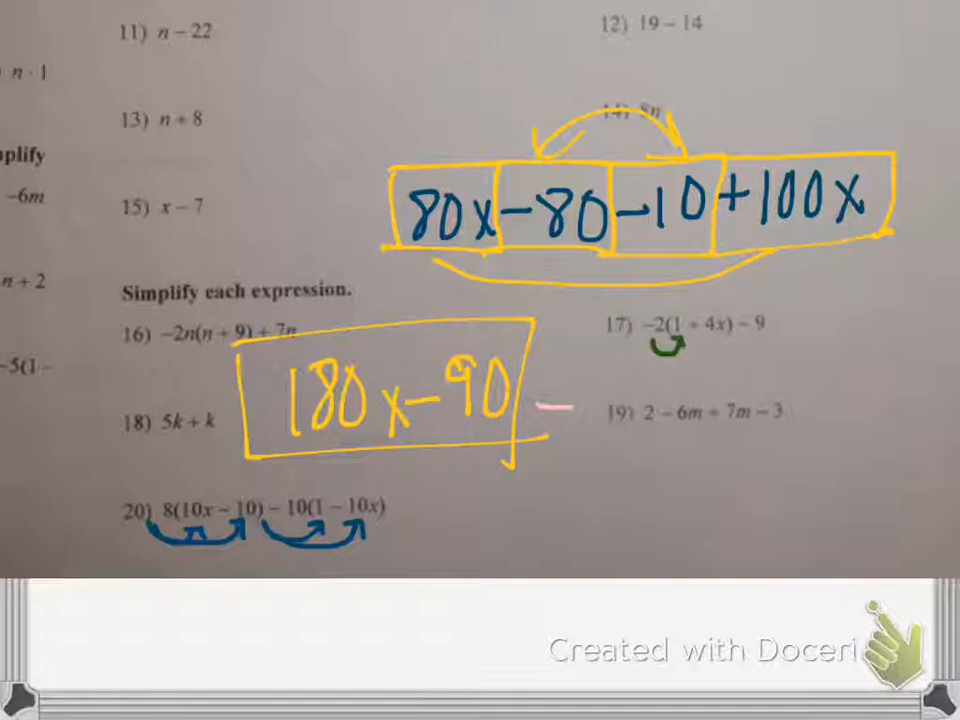 11) n − 22
12) 19 − 14
n · 1
13) n + 8
14) 8n
plify
80x −80 −10 +100x
−6m
15) x − 7
n + 2
Simplify each expression.
16) −2n(n + 9) + 7n
17) −2(1 + 4x) − 9
−5(1 −
180x − 90 −
18) 5k + k
19) 2 − 6m + 7m − 3
20) 8(10x − 10) − 10(1 − 10x)
Created with Doceri